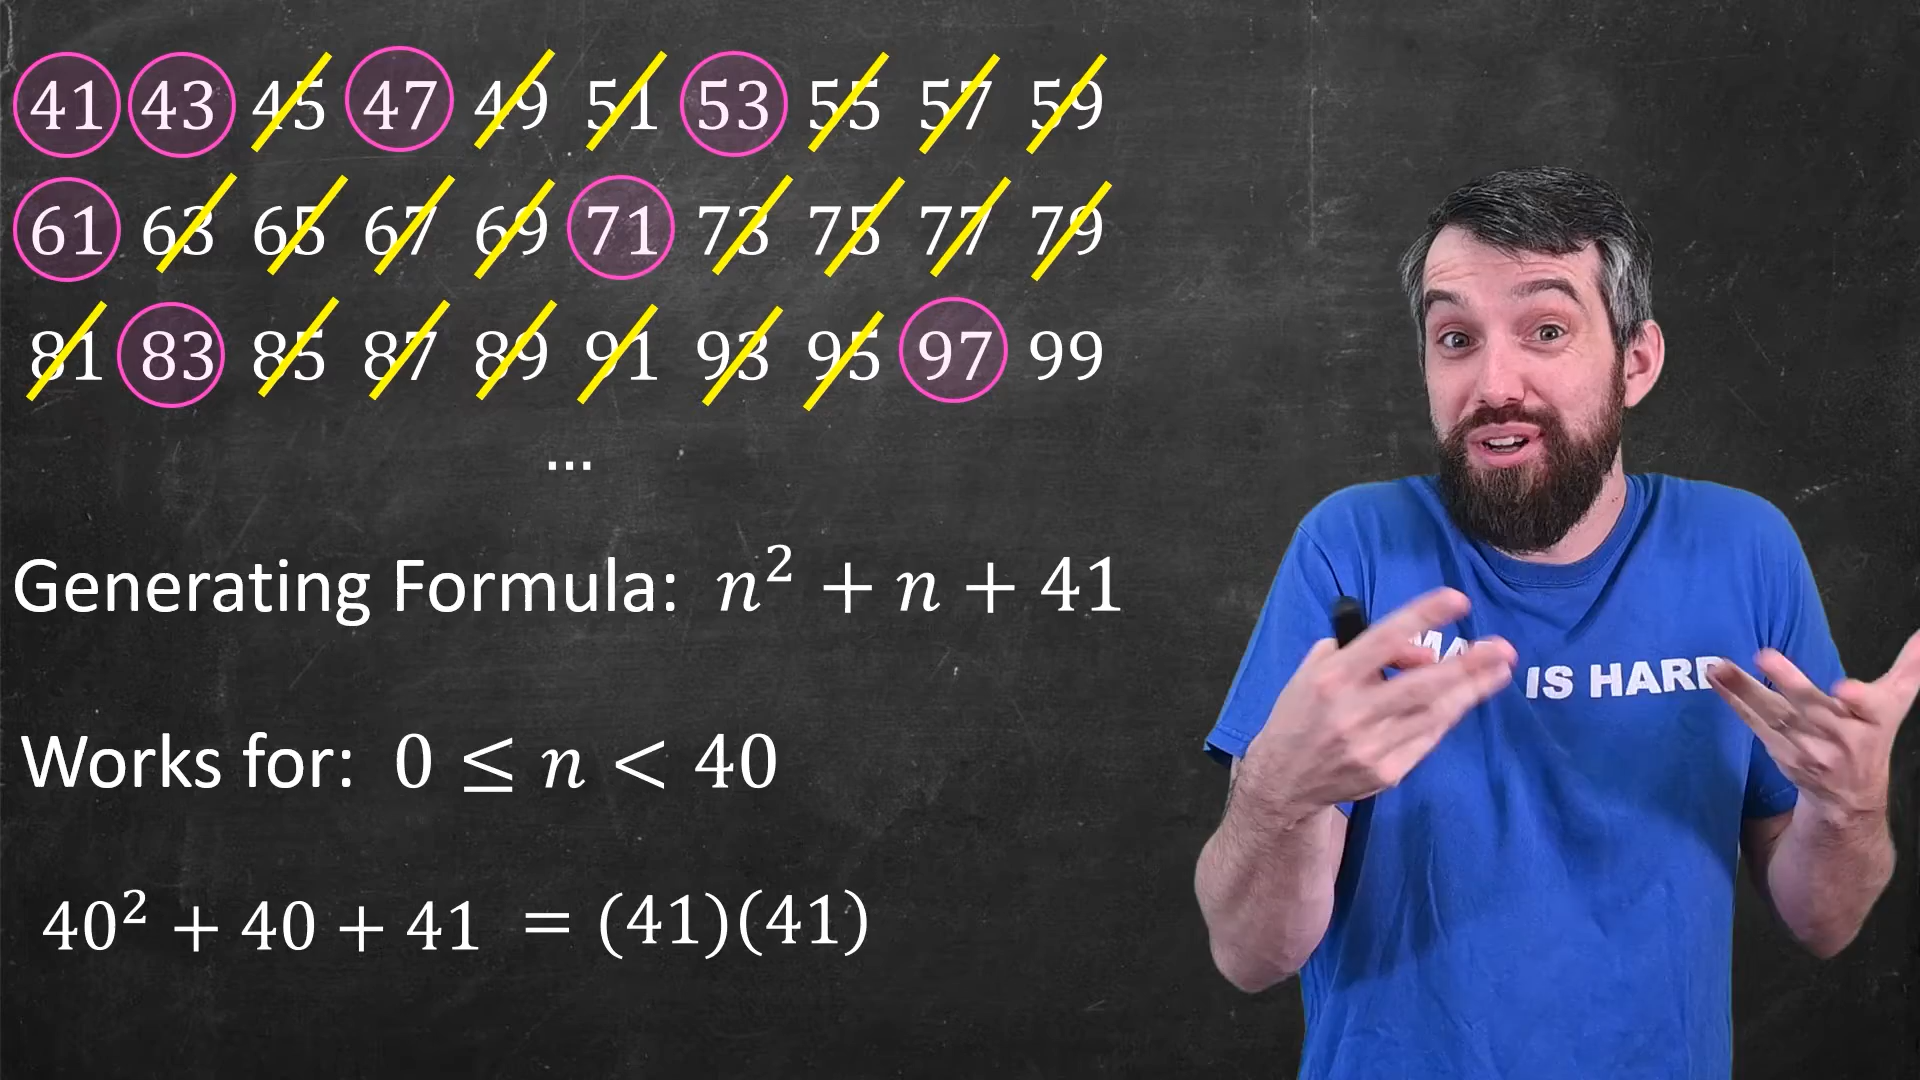 41 43 45 47 49 51 53 55 57 59
61 63 65 67 69 71 73 75 77 79
81 83 85 87 89 91 93 95 97 99
...
Generating Formula: n² + n + 41
Works for: 0 ≤ n < 40
40² + 40 + 41 = (41)(41)
IS HARD